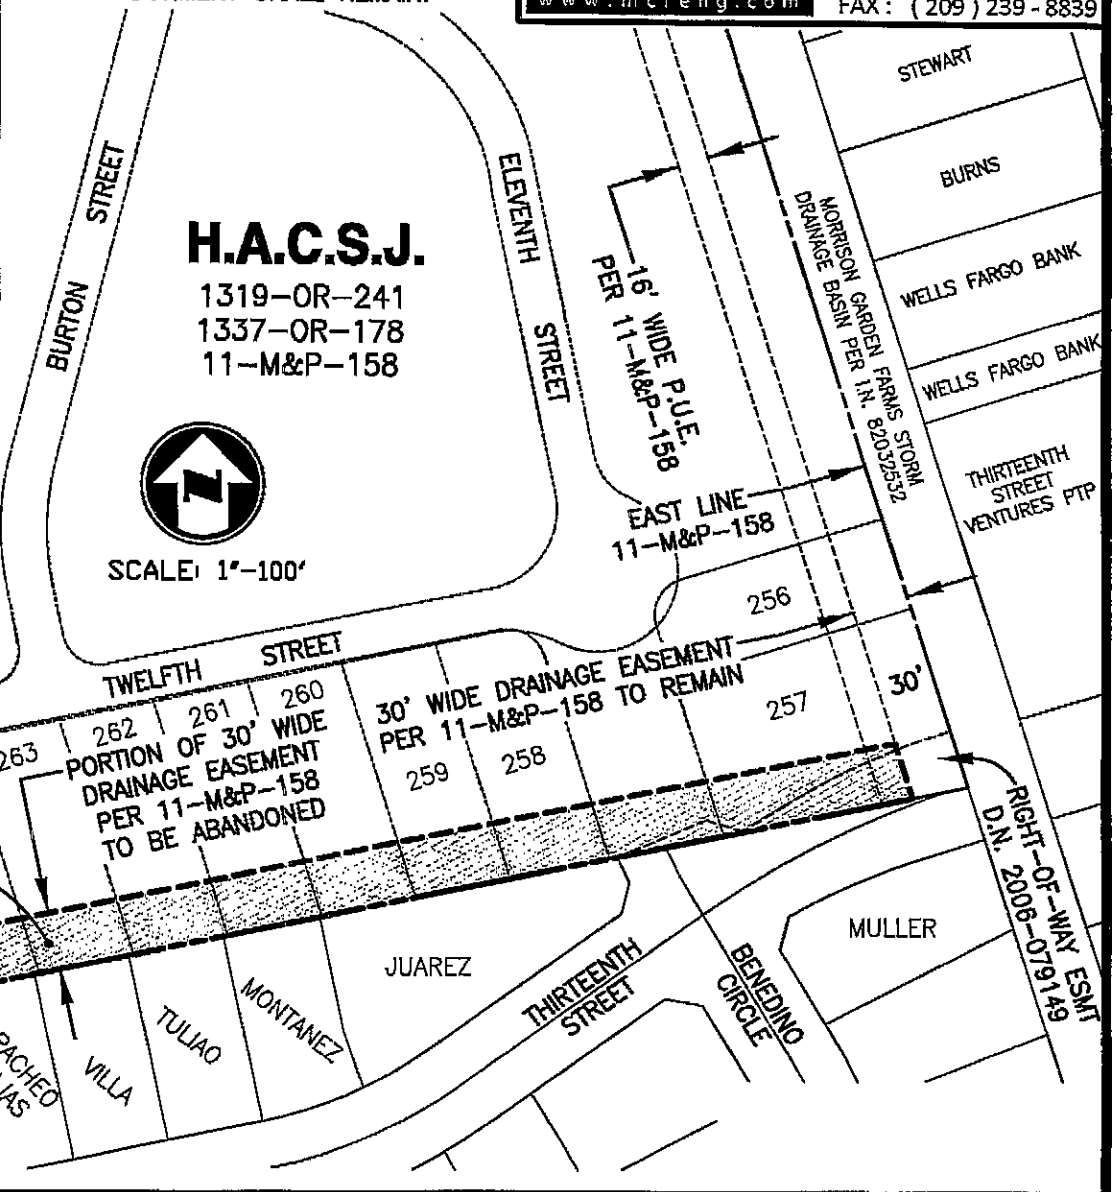 www.mcreng.com
FAX: (209) 239-8839
STEWART
BURNS
WELLS FARGO BANK
WELLS FARGO BANK
THIRTEENTH
STREET
VENTURES PTP
MORRISON GARDEN FARMS STORM
DRAINAGE BASIN PER I.N. 82032532
ELEVENTH STREET
BURTON STREET
H.A.C.S.J.
1319-OR-241
1337-OR-178
11-M&P-158
16' WIDE P.U.E.
PER 11-M&P-158
N
SCALE: 1"-100'
EAST LINE
11-M&P-158
256
TWELFTH STREET
30' WIDE DRAINAGE EASEMENT
PER 11-M&P-158 TO REMAIN
257
30'
263
262
261
260
259
258
PORTION OF 30' WIDE
DRAINAGE EASEMENT
PER 11-M&P-158
TO BE ABANDONED
RIGHT-OF-WAY ESMT
D.N. 2006-079149
MULLER
JUAREZ
MONTANEZ
TULIAO
VILLA
PACHEO
THIRTEENTH
STREET
BENEDINO
CIRCLE